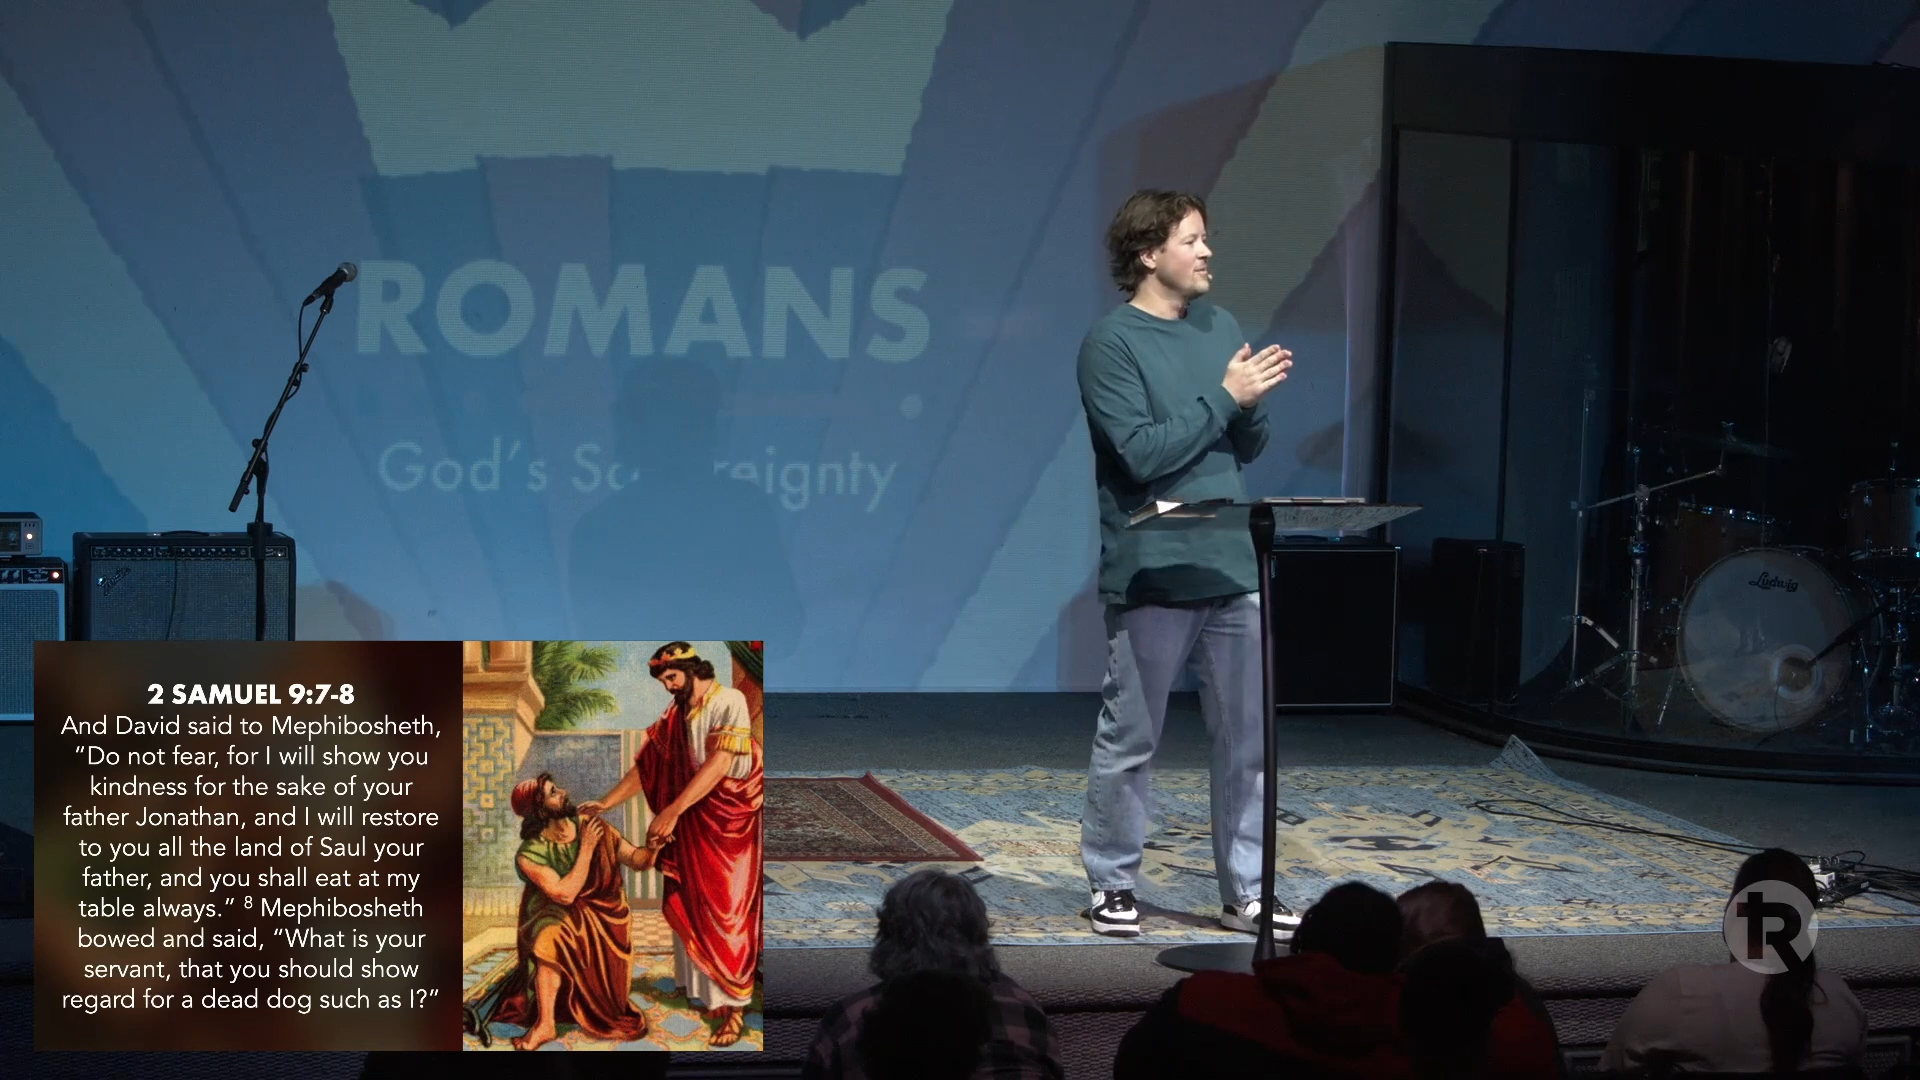 ROMANS
God's So reignty
Fender
Ludwig
2 SAMUEL 9:7-8
And David said to Mephibosheth,
“Do not fear, for I will show you
kindness for the sake of your
father Jonathan, and I will restore
to you all the land of Saul your
father, and you shall eat at my
table always.” ⁸ Mephibosheth
bowed and said, “What is your
servant, that you should show
regard for a dead dog such as I?”
tR